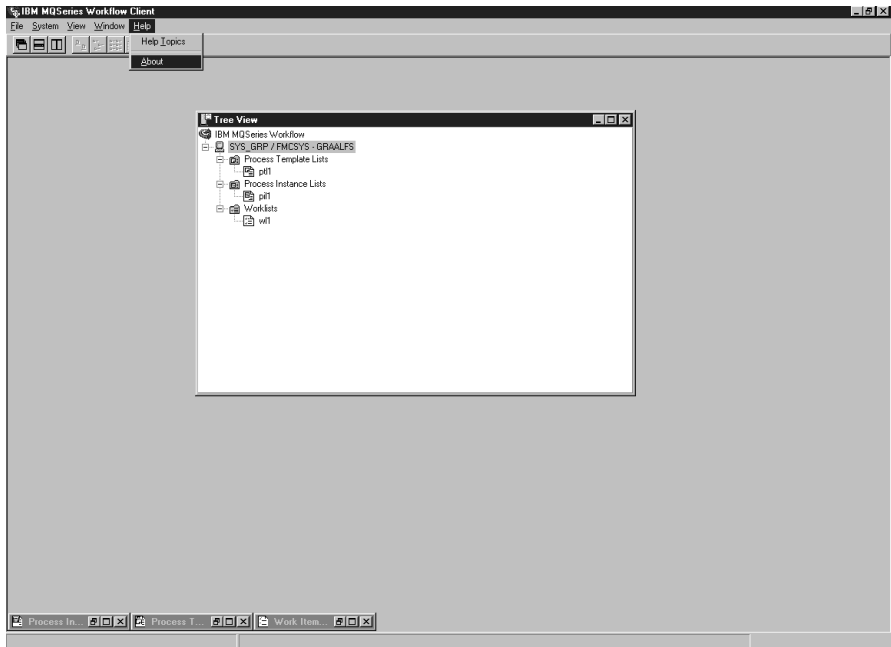 IBM MQSeries Workflow Client
File System View Window Help
Help Topics
About
Tree View
IBM MQSeries Workflow
SYS_GRP / FMCSYS - GRAALFS
Process Template Lists
ptl1
Process Instance Lists
pil1
Worklists
wl1
Process In... Process T... Work Item...